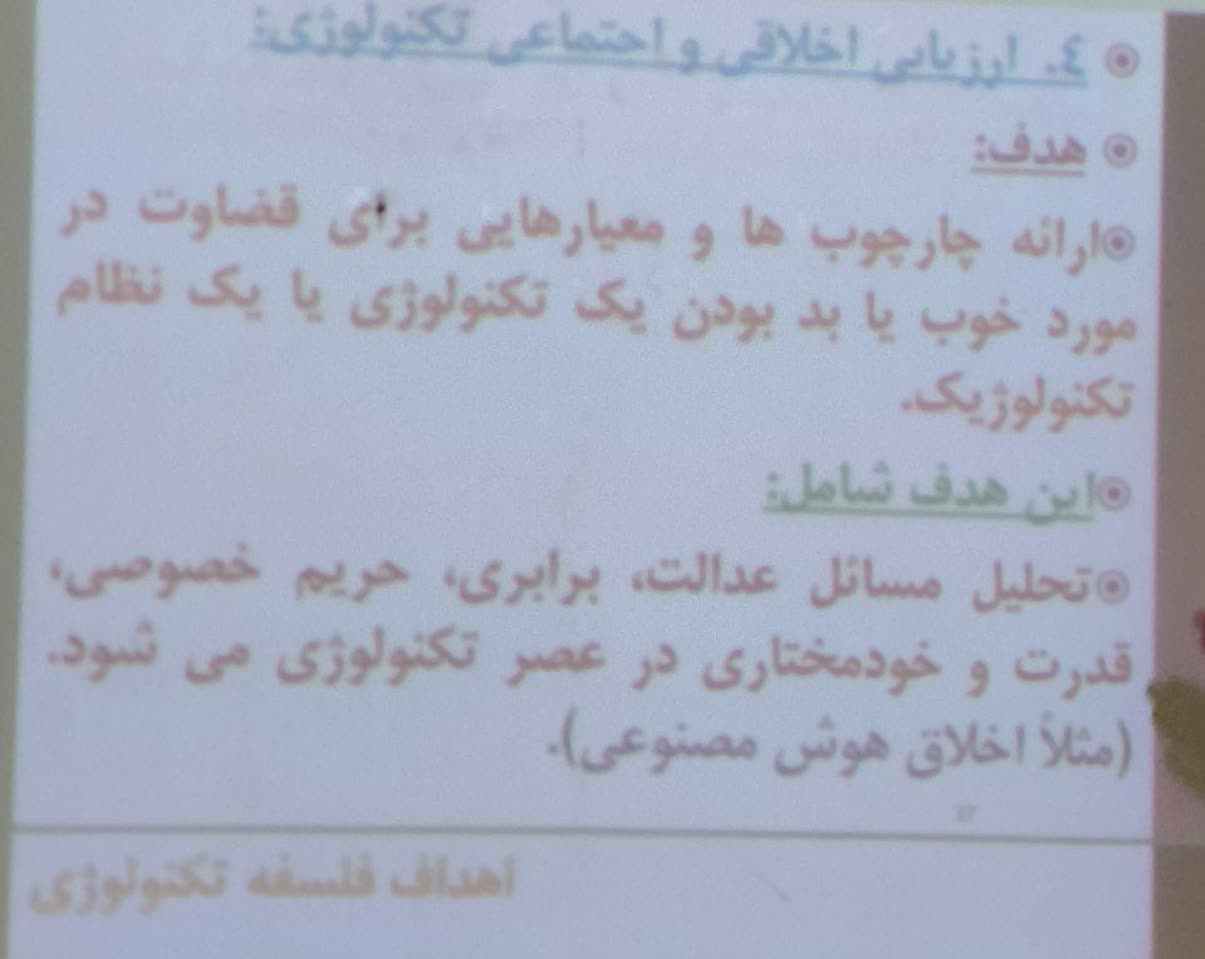 ۴. ارزیابی اخلاقی و اجتماعی تکنولوژی:
هدف:
ارائه چارچوب ها و معیارهایی برای قضاوت در
مورد خوب یا بد بودن یک تکنولوژی یا یک نظام
تکنولوژیک.
این هدف شامل:
تحلیل مسائل عدالت، برابری، حریم خصوصی،
قدرت و خودمختاری در عصر تکنولوژی می شود.
(مثلاً اخلاق هوش مصنوعی).
اهداف فلسفه تکنولوژی